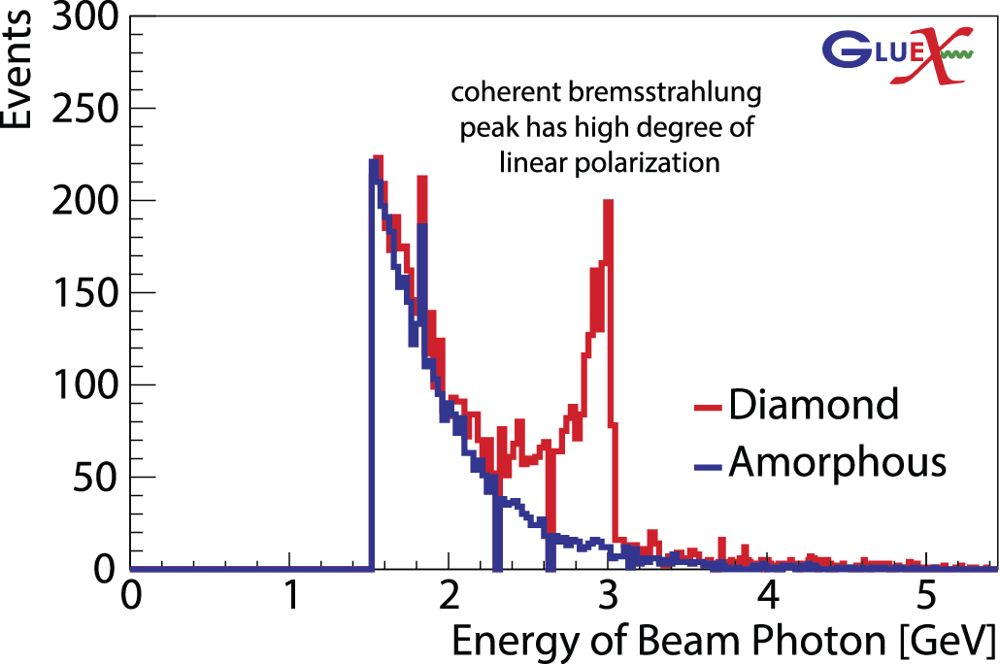 Events
300
250
200
150
100
50
0
GLUEX
coherent bremsstrahlung
peak has high degree of
linear polarization
Diamond
Amorphous
0 1 2 3 4 5
Energy of Beam Photon [GeV]